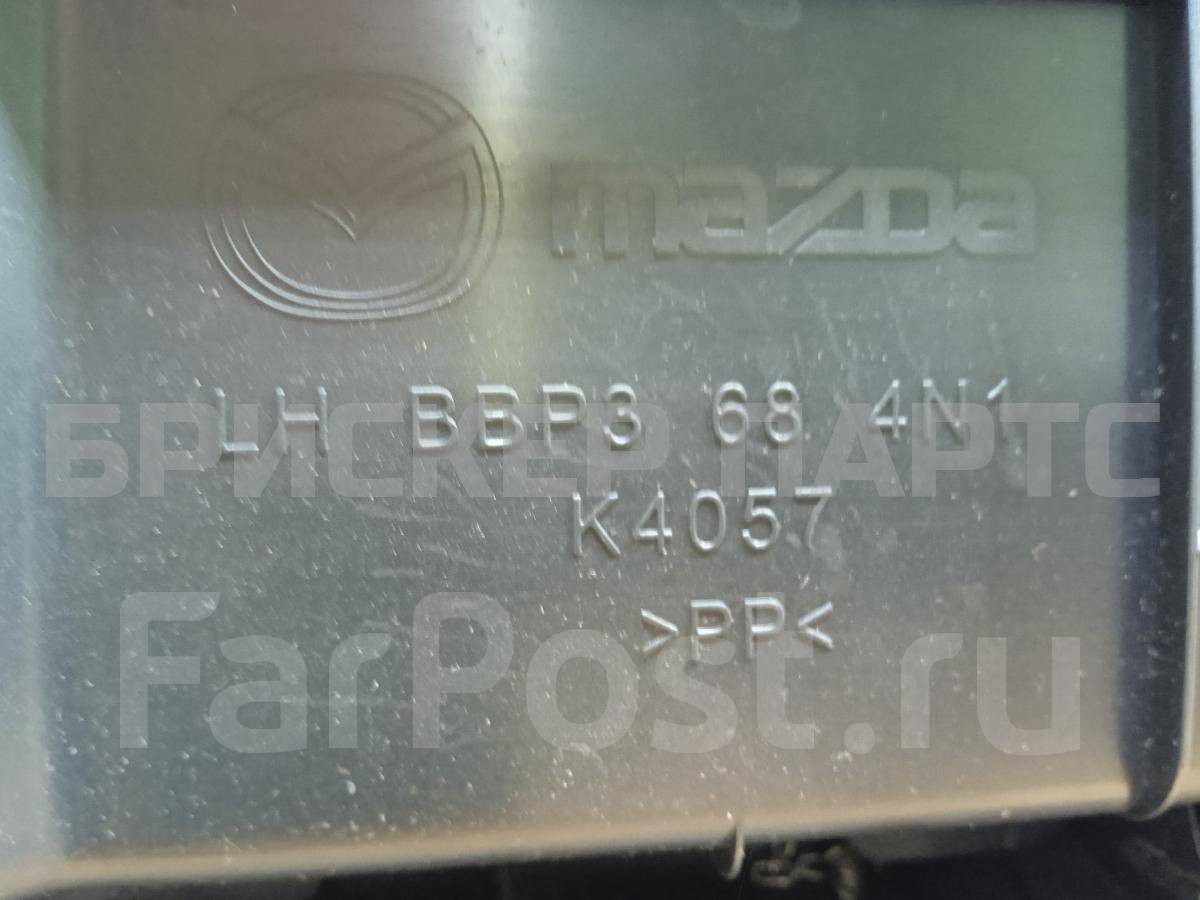 mazda
LH BBP3 68 4N1
БРИСКЕР ПАРТС
K4057
>PP<
FarPost.ru